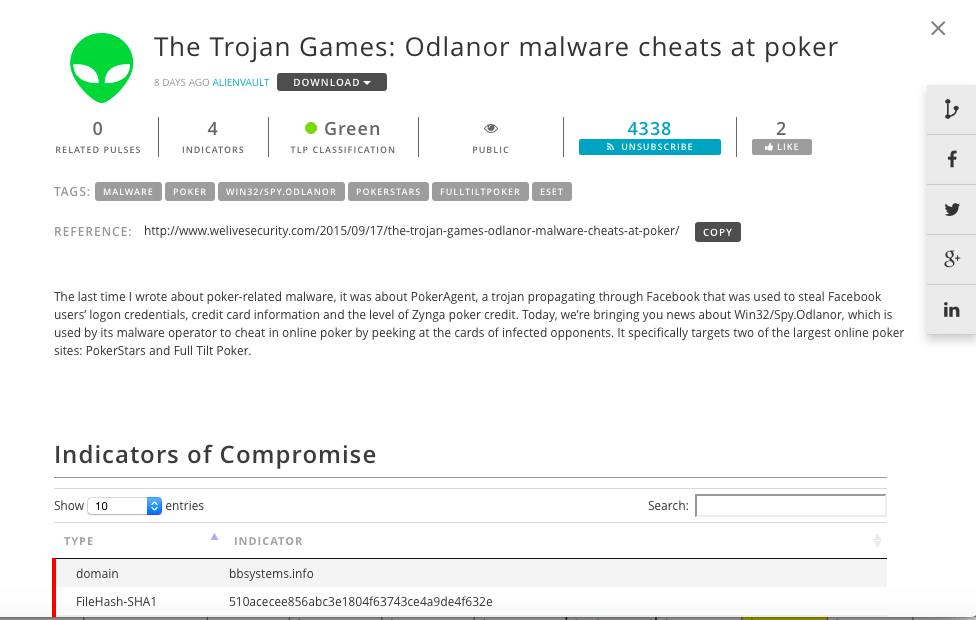 The Trojan Games: Odlanor malware cheats at poker
8 DAYS AGO ALIENVAULT DOWNLOAD
0 4 Green 4338 2
RELATED PULSES INDICATORS TLP CLASSIFICATION PUBLIC UNSUBSCRIBE LIKE
TAGS: MALWARE POKER WIN32/SPY.ODLANOR POKERSTARS FULLTILTPOKER ESET
REFERENCE: http://www.welivesecurity.com/2015/09/17/the-trojan-games-odlanor-malware-cheats-at-poker/ COPY
The last time I wrote about poker-related malware, it was about PokerAgent, a trojan propagating through Facebook that was used to steal Facebook
users’ logon credentials, credit card information and the level of Zynga poker credit. Today, we’re bringing you news about Win32/Spy.Odlanor, which is
used by its malware operator to cheat in online poker by peeking at the cards of infected opponents. It specifically targets two of the largest online poker
sites: PokerStars and Full Tilt Poker.
Indicators of Compromise
Show 10 entries Search:
TYPE INDICATOR
domain bbsystems.info
FileHash-SHA1 510acecee856abc3e1804f63743ce4a9de4f632e